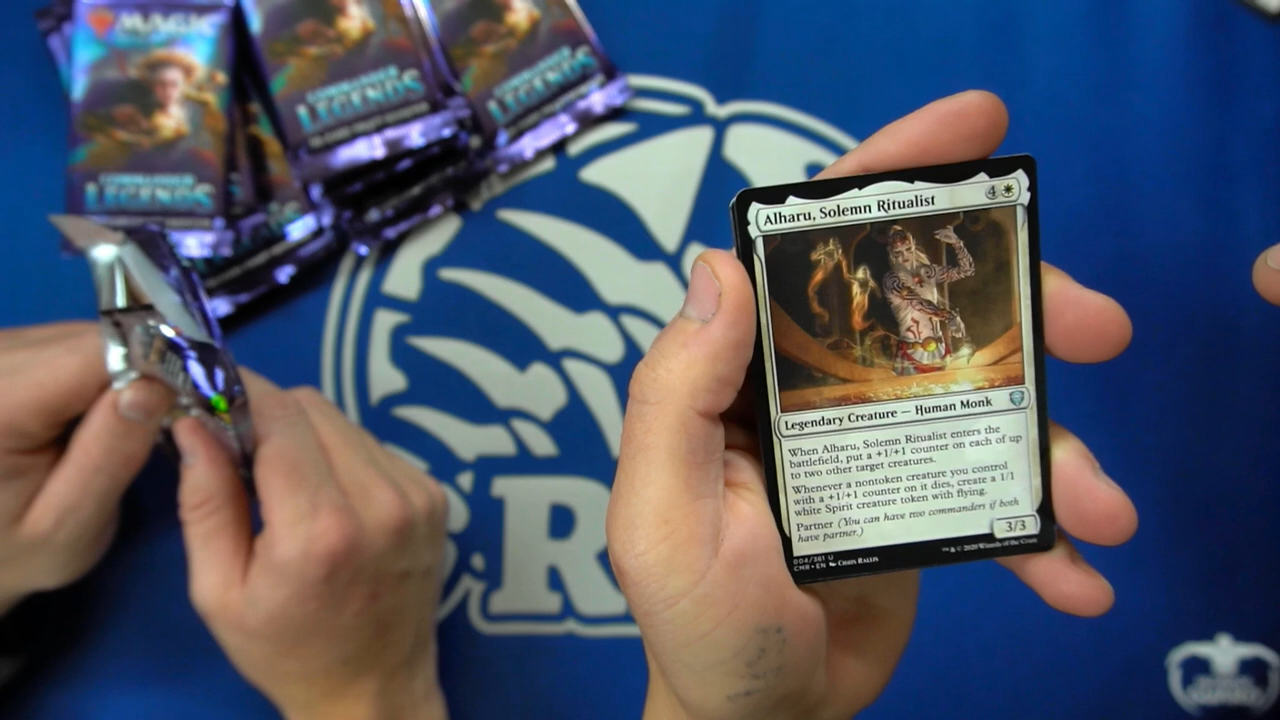 MAGIC
COMMANDER
LEGENDS
COMMANDER
LEGENDS
COMMANDER
LEGENDS
R
Alharu, Solemn Ritualist
4
Legendary Creature — Human Monk
When Alharu, Solemn Ritualist enters the
battlefield, put a +1/+1 counter on each of up
to two other target creatures.
Whenever a nontoken creature you control
with a +1/+1 counter on it dies, create a 1/1
white Spirit creature token with flying.
Partner (You can have two commanders if both
have partner.)
3/3
004/361 U
CMR • EN Chris Rallis
™ & © 2020 Wizards of the Coast